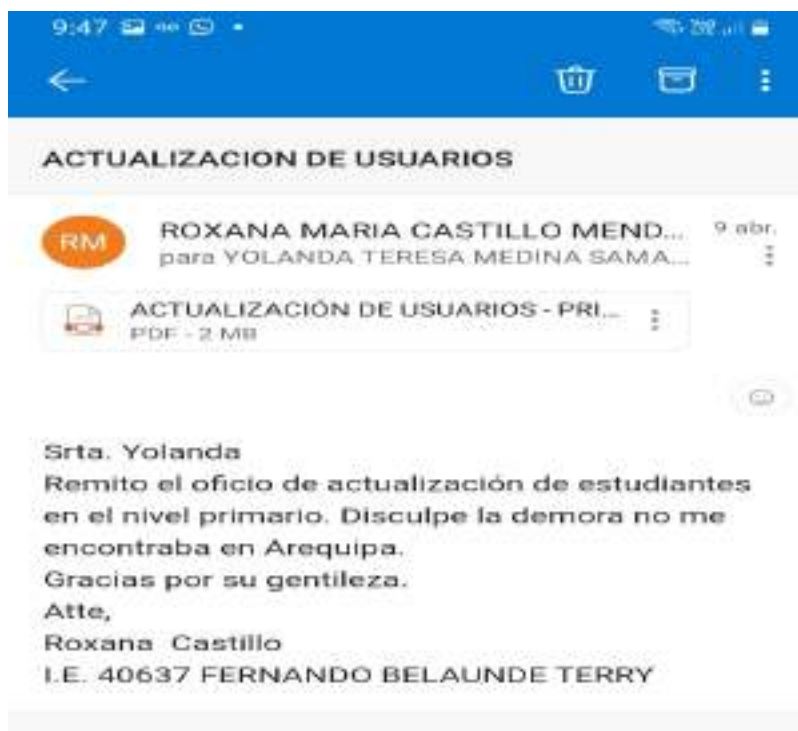 9:47
ACTUALIZACION DE USUARIOS
RM
ROXANA MARIA CASTILLO MEND...
9 abr.
para YOLANDA TERESA MEDINA SAMA...
ACTUALIZACIÓN DE USUARIOS - PRI...
PDF - 2 MB
Srta. Yolanda
Remito el oficio de actualización de estudiantes
en el nivel primario. Disculpe la demora no me
encontraba en Arequipa.
Gracias por su gentileza.
Atte,
Roxana Castillo
I.E. 40637 FERNANDO BELAUNDE TERRY